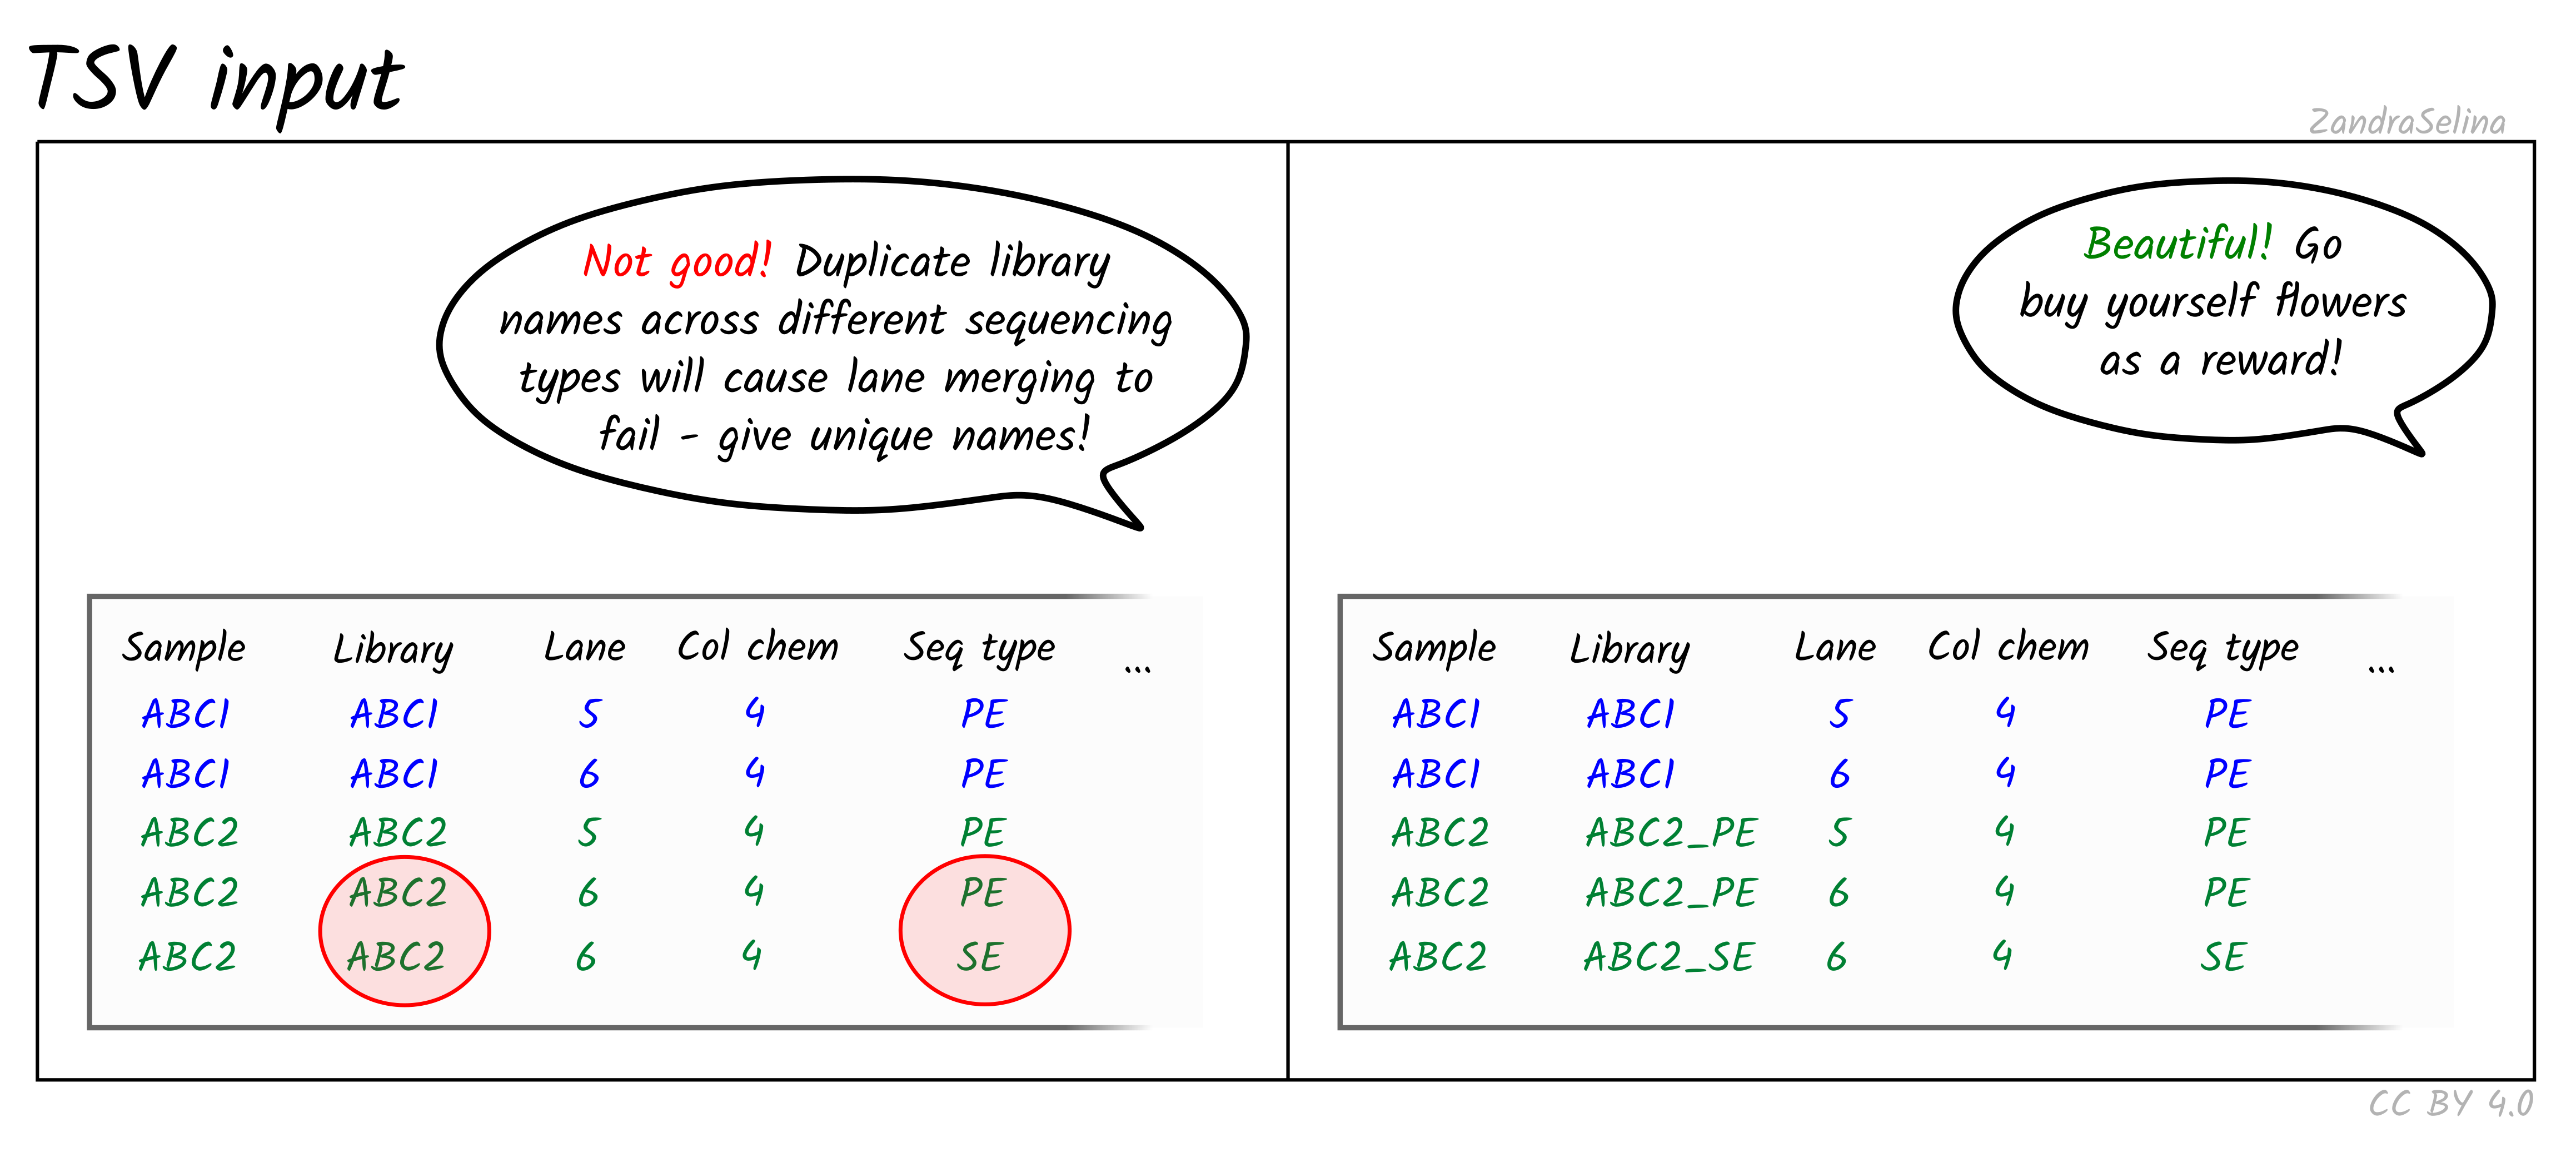 TSV input
ZandraSelina
Not good! Duplicate library
names across different sequencing
types will cause lane merging to
fail - give unique names!
Sample Library Lane Col chem Seq type ...
ABC1 ABC1 5 4 PE
ABC1 ABC1 6 4 PE
ABC2 ABC2 5 4 PE
ABC2 ABC2 6 4 PE
ABC2 ABC2 6 4 SE
Beautiful! Go
buy yourself flowers
as a reward!
Sample Library Lane Col chem Seq type ...
ABC1 ABC1 5 4 PE
ABC1 ABC1 6 4 PE
ABC2 ABC2_PE 5 4 PE
ABC2 ABC2_PE 6 4 PE
ABC2 ABC2_SE 6 4 SE
CC BY 4.0